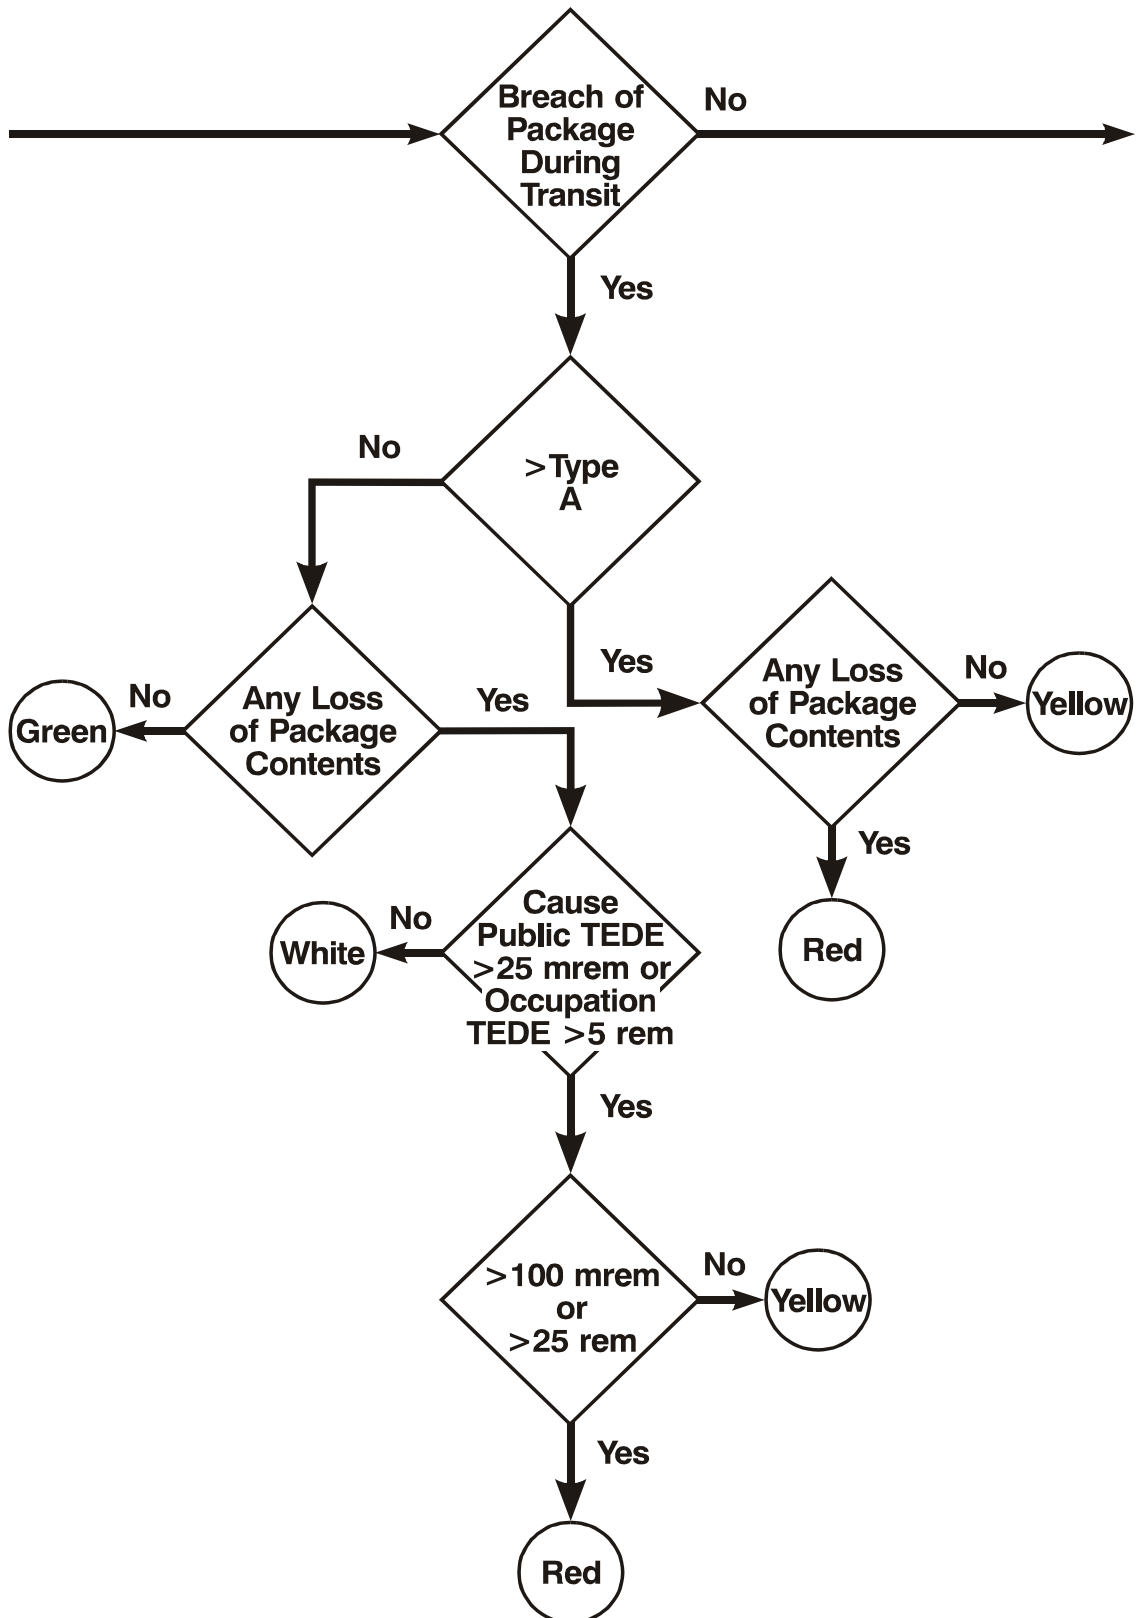 Breach of
Package
During
Transit
No
Yes
>Type
A
No
Yes
Any Loss
of Package
Contents
No
Green
Yes
Any Loss
of Package
Contents
No
Yellow
Yes
Red
Cause
Public TEDE
>25 mrem or
Occupation
TEDE >5 rem
No
White
Yes
>100 mrem
or
>25 rem
No
Yellow
Yes
Red